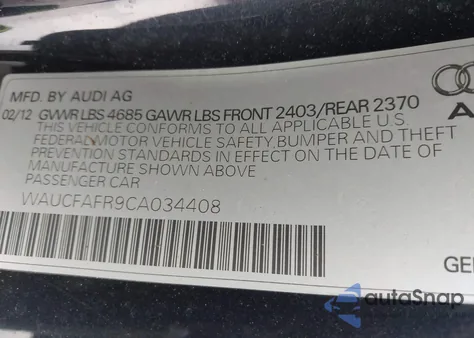 MFD. BY AUDI AG
02/12 GVWR LBS 4685 GAWR LBS FRONT 2403/REAR 2370
THIS VEHICLE CONFORMS TO ALL APPLICABLE U.S.
FEDERAL MOTOR VEHICLE SAFETY, BUMPER AND THEFT
PREVENTION STANDARDS IN EFFECT ON THE DATE OF
MANUFACTURE SHOWN ABOVE
PASSENGER CAR
WAUCFAFR9CA034408
autoSnap